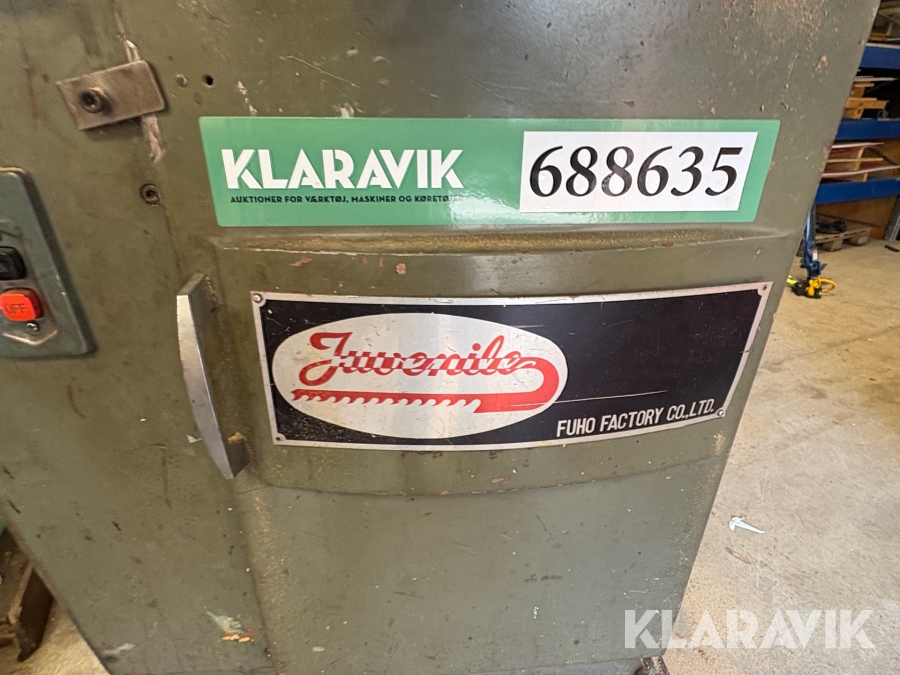 KLARAVIK
AUKTIONER FOR VÆRKTØJ, MASKINER OG KØRETØJER
688635
OFF
Juvenile
FUHO FACTORY CO.,LTD.
KLARAVIK